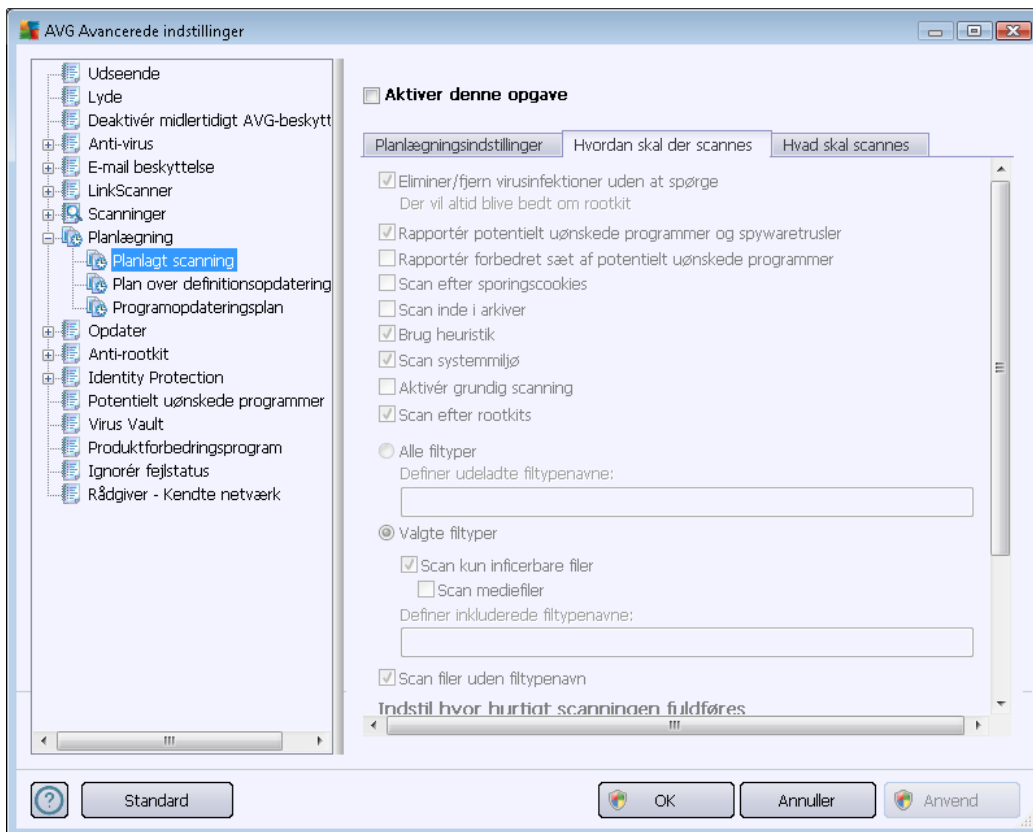 AVG Avancerede indstillinger
Udseende
Lyde
Deaktivér midlertidigt AVG-beskytt
Anti-virus
E-mail beskyttelse
LinkScanner
Scanninger
Planlægning
Planlagt scanning
Plan over definitionsopdatering
Programopdateringsplan
Opdater
Anti-rootkit
Identity Protection
Potentielt uønskede programmer
Virus Vault
Produktforbedringsprogram
Ignorér fejlstatus
Rådgiver - Kendte netværk
Aktiver denne opgave
Planlægningsindstillinger
Hvordan skal der scannes
Hvad skal scannes
Eliminer/fjern virusinfektioner uden at spørge
Der vil altid blive bedt om rootkit
Rapportér potentielt uønskede programmer og spywaretrusler
Rapportér forbedret sæt af potentielt uønskede programmer
Scan efter sporingscookies
Scan inde i arkiver
Brug heuristik
Scan systemmiljø
Aktivér grundig scanning
Scan efter rootkits
Alle filtyper
Definer udeladte filtypenavne:
Valgte filtyper
Scan kun inficerbare filer
Scan mediefiler
Definer inkluderede filtypenavne:
Scan filer uden filtypenavn
Indstil hvor hurtigt scanningen fuldføres
Standard
OK
Annuller
Anvend